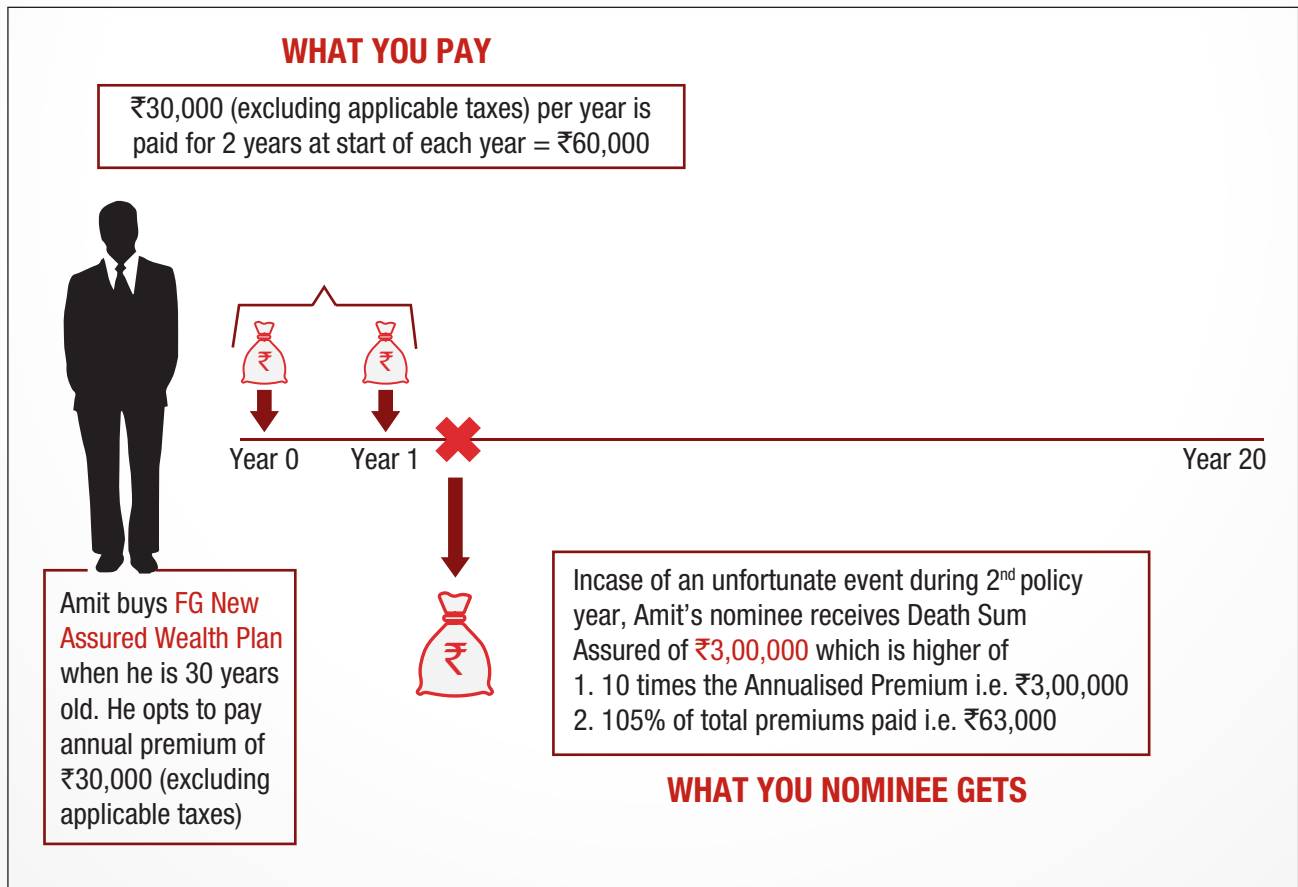 WHAT YOU PAY
₹30,000 (excluding applicable taxes) per year is
paid for 2 years at start of each year = ₹60,000
₹
₹
Year 0
Year 1
Year 20
₹
Amit buys FG New
Assured Wealth Plan
when he is 30 years
old. He opts to pay
annual premium of
₹30,000 (excluding
applicable taxes)
Incase of an unfortunate event during 2nd policy
year, Amit's nominee receives Death Sum
Assured of ₹3,00,000 which is higher of
1. 10 times the Annualised Premium i.e. ₹3,00,000
2. 105% of total premiums paid i.e. ₹63,000
WHAT YOU NOMINEE GETS